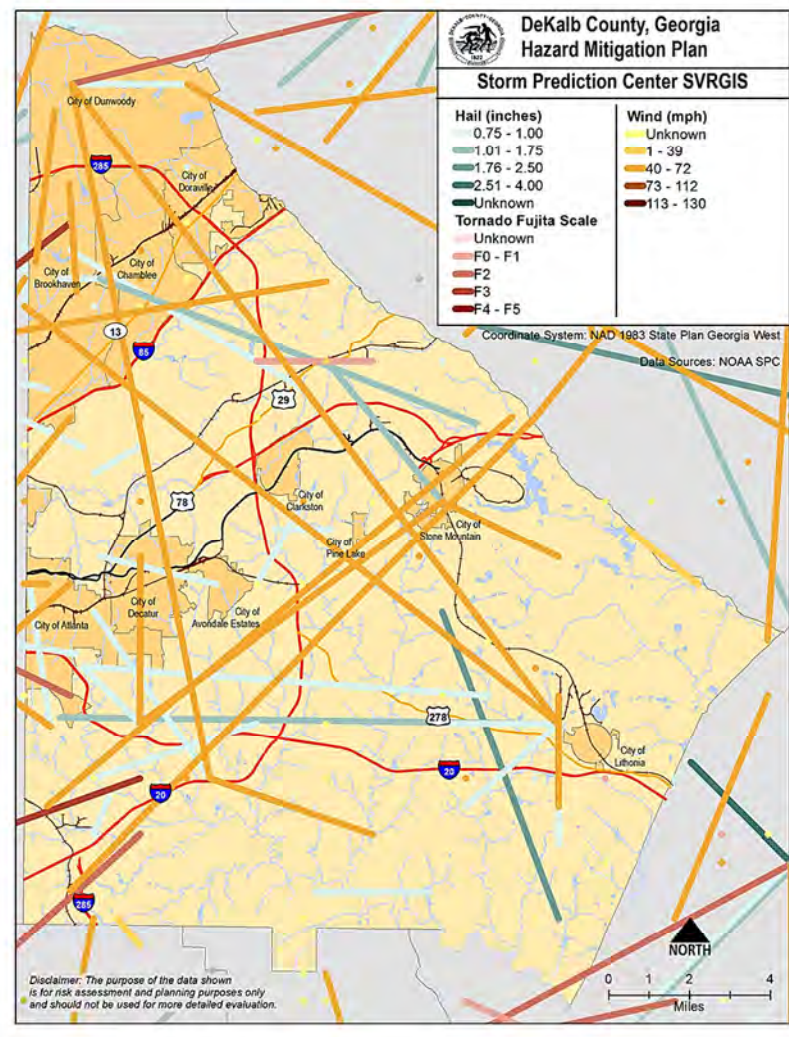 DeKalb County, Georgia
Hazard Mitigation Plan
Storm Prediction Center SVRGIS
Hail (inches)
0.75 - 1.00
1.01 - 1.75
1.76 - 2.50
2.51 - 4.00
Unknown
Tornado Fujita Scale
Unknown
F0 - F1
F2
F3
F4 - F5
Wind (mph)
Unknown
1 - 39
40 - 72
73 - 112
113 - 130
Coordinate System: NAD 1983 State Plan Georgia West
Data Sources: NOAA SPC
City of Dunwoody
285
City of
Doraville
City of
Chamblee
City of
Brookhaven
13
85
29
78
City of
Clarkston
City of
Pine Lake
City of
Stone Mountain
City of Atlanta
City of
Decatur
City of
Avondale Estates
278
City of
Lithonia
20
20
285
NORTH
0 1 2 4
Miles
Disclaimer: The purpose of the data shown
is for risk assessment and planning purposes only
and should not be used for more detailed evaluation.